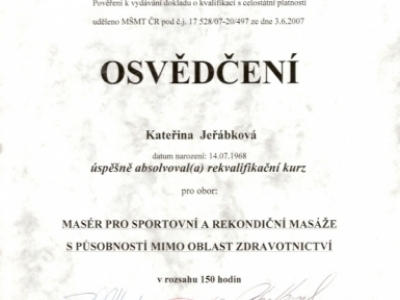 Pověření k vydávání dokladu o kvalifikaci s celostátní platností
uděleno MŠMT ČR pod č.j. 17 528/07-20/497 ze dne 3.6.2007
OSVĚDČENÍ
Kateřina Jeřábková
datum narození: 14.07.1968
úspěšně absolvoval(a) rekvalifikační kurz
pro obor:
MASÉR PRO SPORTOVNÍ A REKONDIČNÍ MASÁŽE
S PŮSOBNOSTÍ MIMO OBLAST ZDRAVOTNICTVÍ
v rozsahu 150 hodin